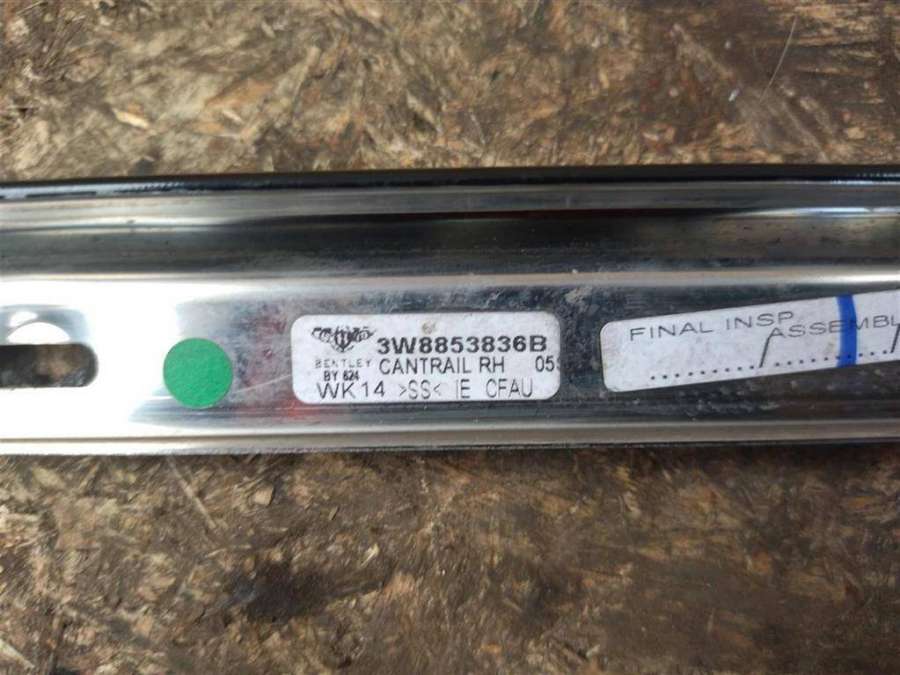 3W8853836B
BENTLEY CANTRAIL RH 05
BY 624
WK14 >SS< IE CFAU
FINAL INSP
ASSEMBL